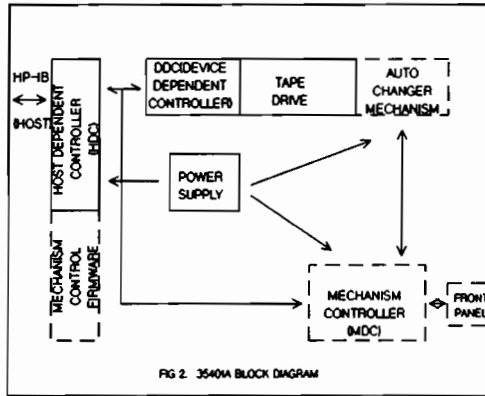 HP-IB
(HOST)
HOST DEPENDENT
CONTROLLER
(HDC)
MECHANISM
CONTROL
FIRMWARE
DDC(DEVICE
DEPENDENT
CONTROLLER)
TAPE
DRIVE
AUTO
CHANGER
MECHANISM
POWER
SUPPLY
MECHANISM
CONTROLLER
(MDC)
FRONT
PANEL
FIG 2. 35401A BLOCK DIAGRAM